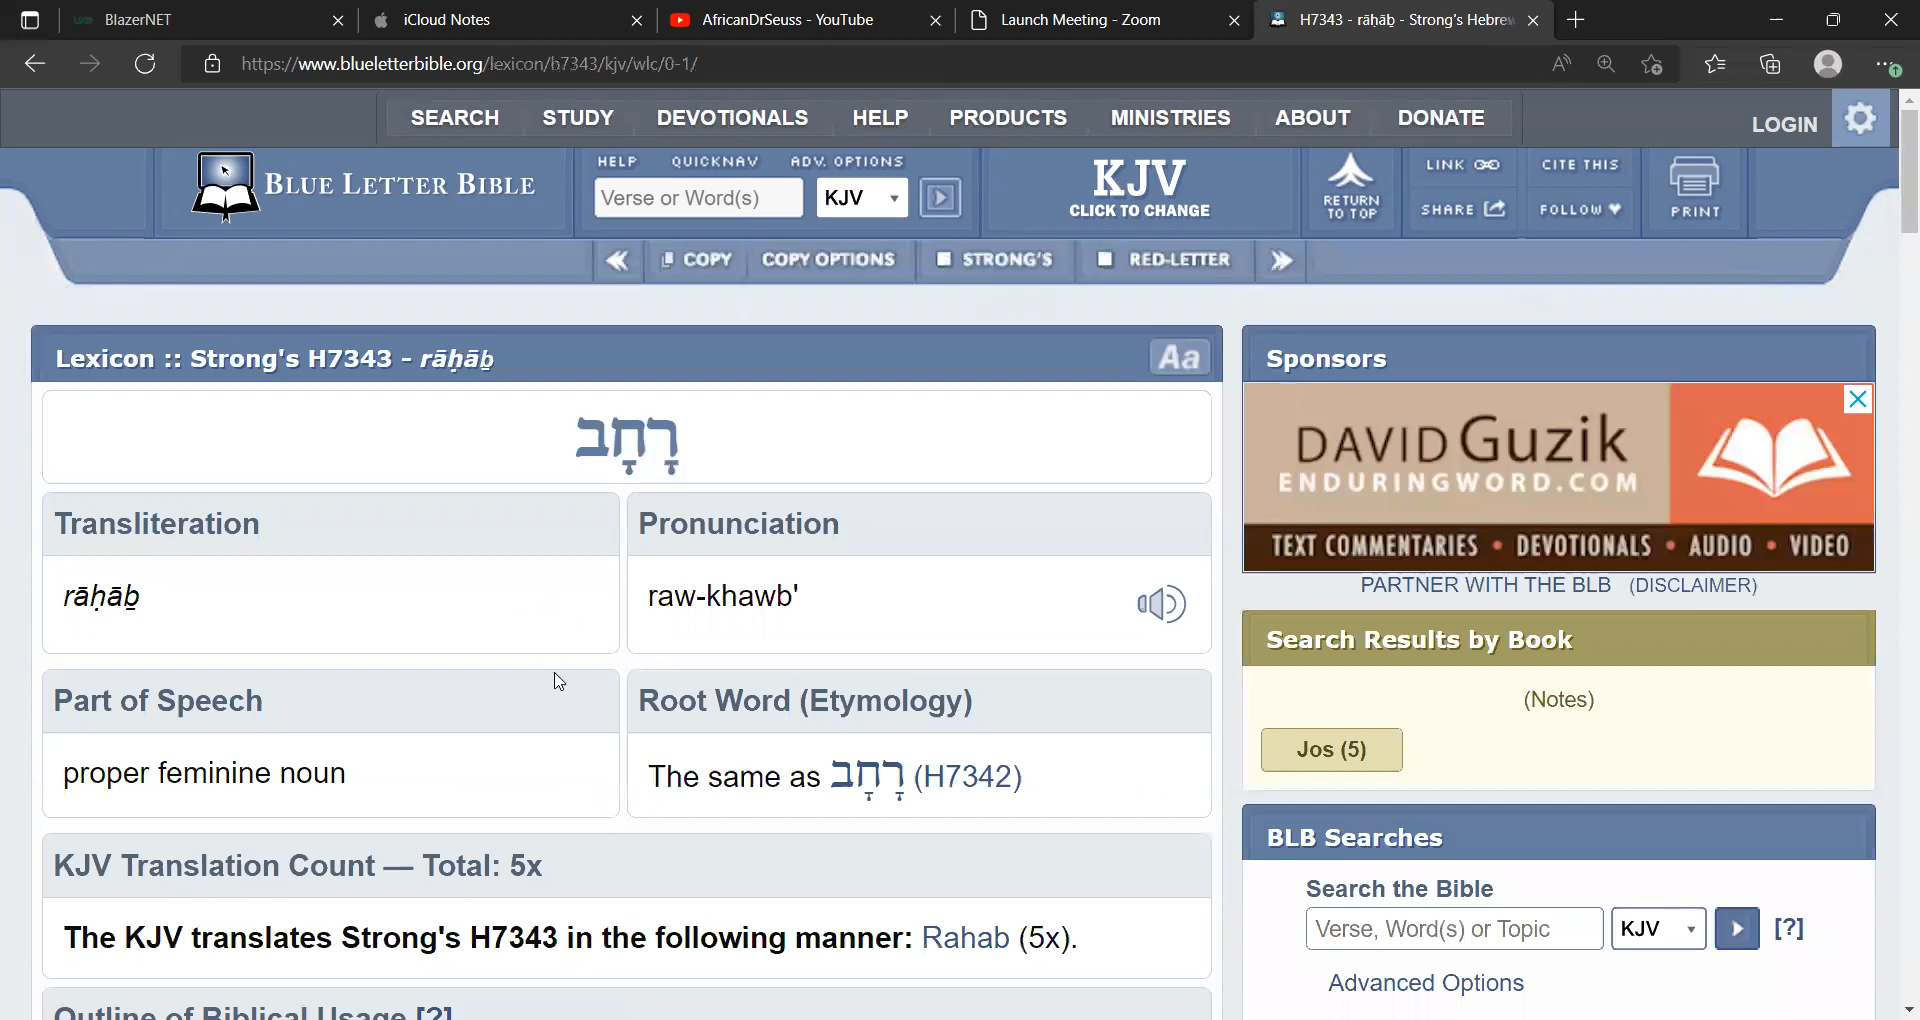 BlazerNET
iCloud Notes
AfricanDrSeuss - YouTube
Launch Meeting - Zoom
H7343 - rāḥāḇ - Strong's Hebrew
https://www.blueletterbible.org/lexicon/h7343/kjv/wlc/0-1/
SEARCH STUDY DEVOTIONALS HELP PRODUCTS MINISTRIES ABOUT DONATE LOGIN
BLUE LETTER BIBLE
HELP QUICKNAV ADV. OPTIONS
Verse or Word(s) KJV
KJV
CLICK TO CHANGE
RETURN
TO TOP
LINK CITE THIS
SHARE FOLLOW
PRINT
COPY COPY OPTIONS STRONG'S RED-LETTER
Lexicon :: Strong's H7343 - rāḥāḇ Aa
רָחָב
Transliteration
rāḥāḇ
Pronunciation
raw-khawb'
Part of Speech
proper feminine noun
Root Word (Etymology)
The same as רָחָב (H7342)
KJV Translation Count — Total: 5x
The KJV translates Strong's H7343 in the following manner: Rahab (5x).
Outline of Biblical Usage [?]
Sponsors
DAVID Guzik
ENDURINGWORD.COM
TEXT COMMENTARIES • DEVOTIONALS • AUDIO • VIDEO
PARTNER WITH THE BLB (DISCLAIMER)
Search Results by Book
(Notes)
Jos (5)
BLB Searches
Search the Bible
Verse, Word(s) or Topic KJV [?]
Advanced Options